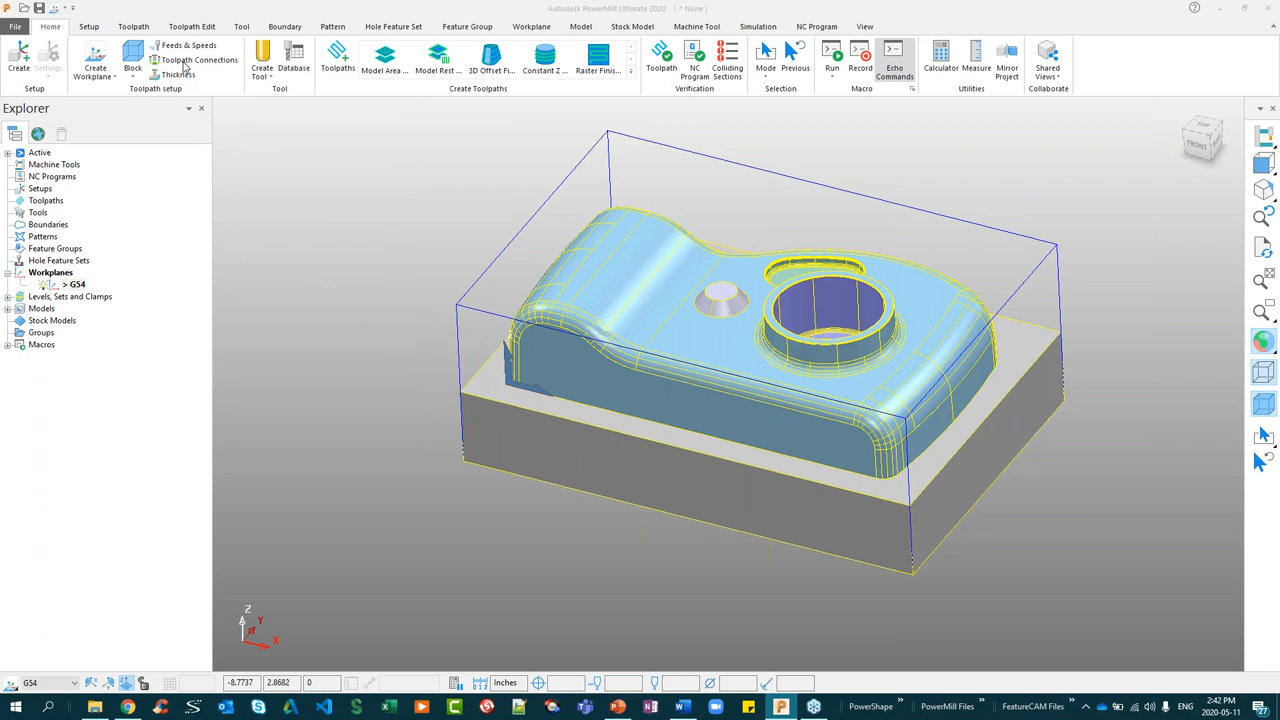 Autodesk PowerMill Ultimate 2020 - [ None ]
File Home Setup Toolpath Toolpath Edit Tool Boundary Pattern Hole Feature Set Feature Group Workplane Model Stock Model Machine Tool Simulation NC Program View
Create
Settings
Setup
Create Workplane
Block
Feeds & Speeds
Toolpath Connections
Thickness
Toolpath setup
Create Tool
Database
Tool
Toolpaths
Model Area ...
Model Rest ...
3D Offset Fi...
Constant Z ...
Raster Finis...
Create Toolpaths
Toolpath
NC Program
Colliding Sections
Verification
Mode
Previous
Selection
Run
Record
Echo Commands
Macro
Calculator
Measure
Mirror Project
Utilities
Shared Views
Collaborate
Explorer
Active
Machine Tools
NC Programs
Setups
Toolpaths
Tools
Boundaries
Patterns
Feature Groups
Hole Feature Sets
Workplanes
> G54
Levels, Sets and Clamps
Models
Stock Models
Groups
Macros
TOP
FRONT
Z
Y
X
G54 -8.7737 2.8682 0 Inches
PowerShape » PowerMill Files » FeatureCAM Files » ENG 2:42 PM
2020-05-11
27